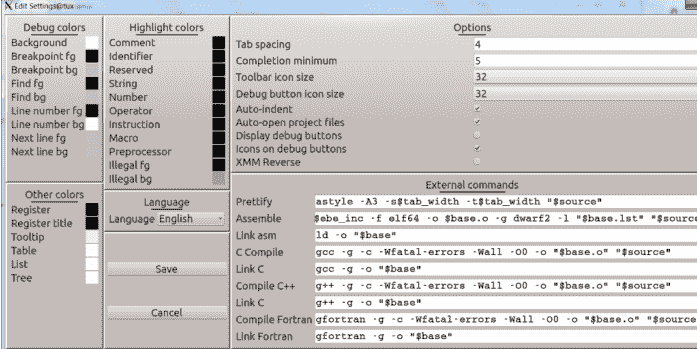 Edit Settings@tux
Debug colors
Background
Breakpoint fg
Breakpoint bg
Find fg
Find bg
Line number fg
Line number bg
Next line fg
Next line bg
Other colors
Register
Register title
Tooltip
Table
List
Tree
Highlight colors
Comment
Identifier
Reserved
String
Number
Operator
Instruction
Macro
Preprocessor
Illegal fg
Illegal bg
Language
Language English
Save
Cancel
Options
Tab spacing 4
Completion minimum 5
Toolbar icon size 32
Debug button icon size 32
Auto-indent
Auto-open project files
Display debug buttons
Icons on debug buttons
XMM Reverse
External commands
Prettify astyle -A3 -s$tab_width -t$tab_width "$source"
Assemble $ebe_inc -f elf64 -o $base.o -g dwarf2 -l "$base.lst" "$source
Link asm ld -o "$base"
C Compile gcc -g -c -Wfatal-errors -Wall -O0 -o "$base.o" "$source"
Link C gcc -g -o "$base"
Compile C++ g++ -g -c -Wfatal-errors -Wall -O0 -o "$base.o" "$source"
Link C g++ -g -o "$base"
Compile Fortran gfortran -g -c -Wfatal-errors -Wall -O0 -o "$base.o" "$source"
Link Fortran gfortran -g -o "$base"